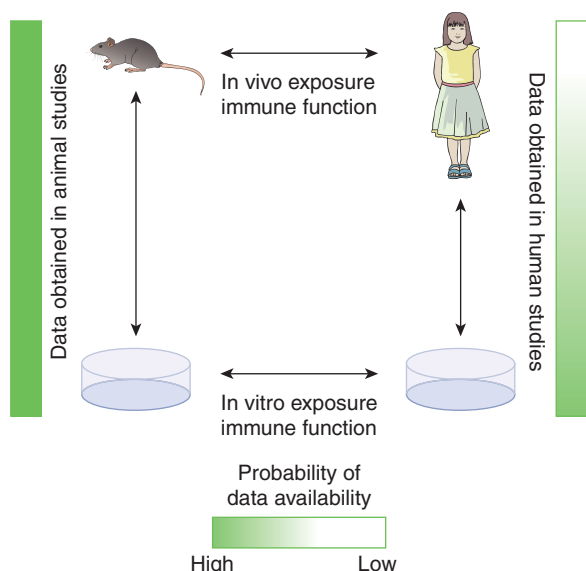 Data obtained in animal studies
In vivo exposure
immune function
Data obtained in
human studies
In vitro exposure
immune function
Probability of
data availability
High
Low